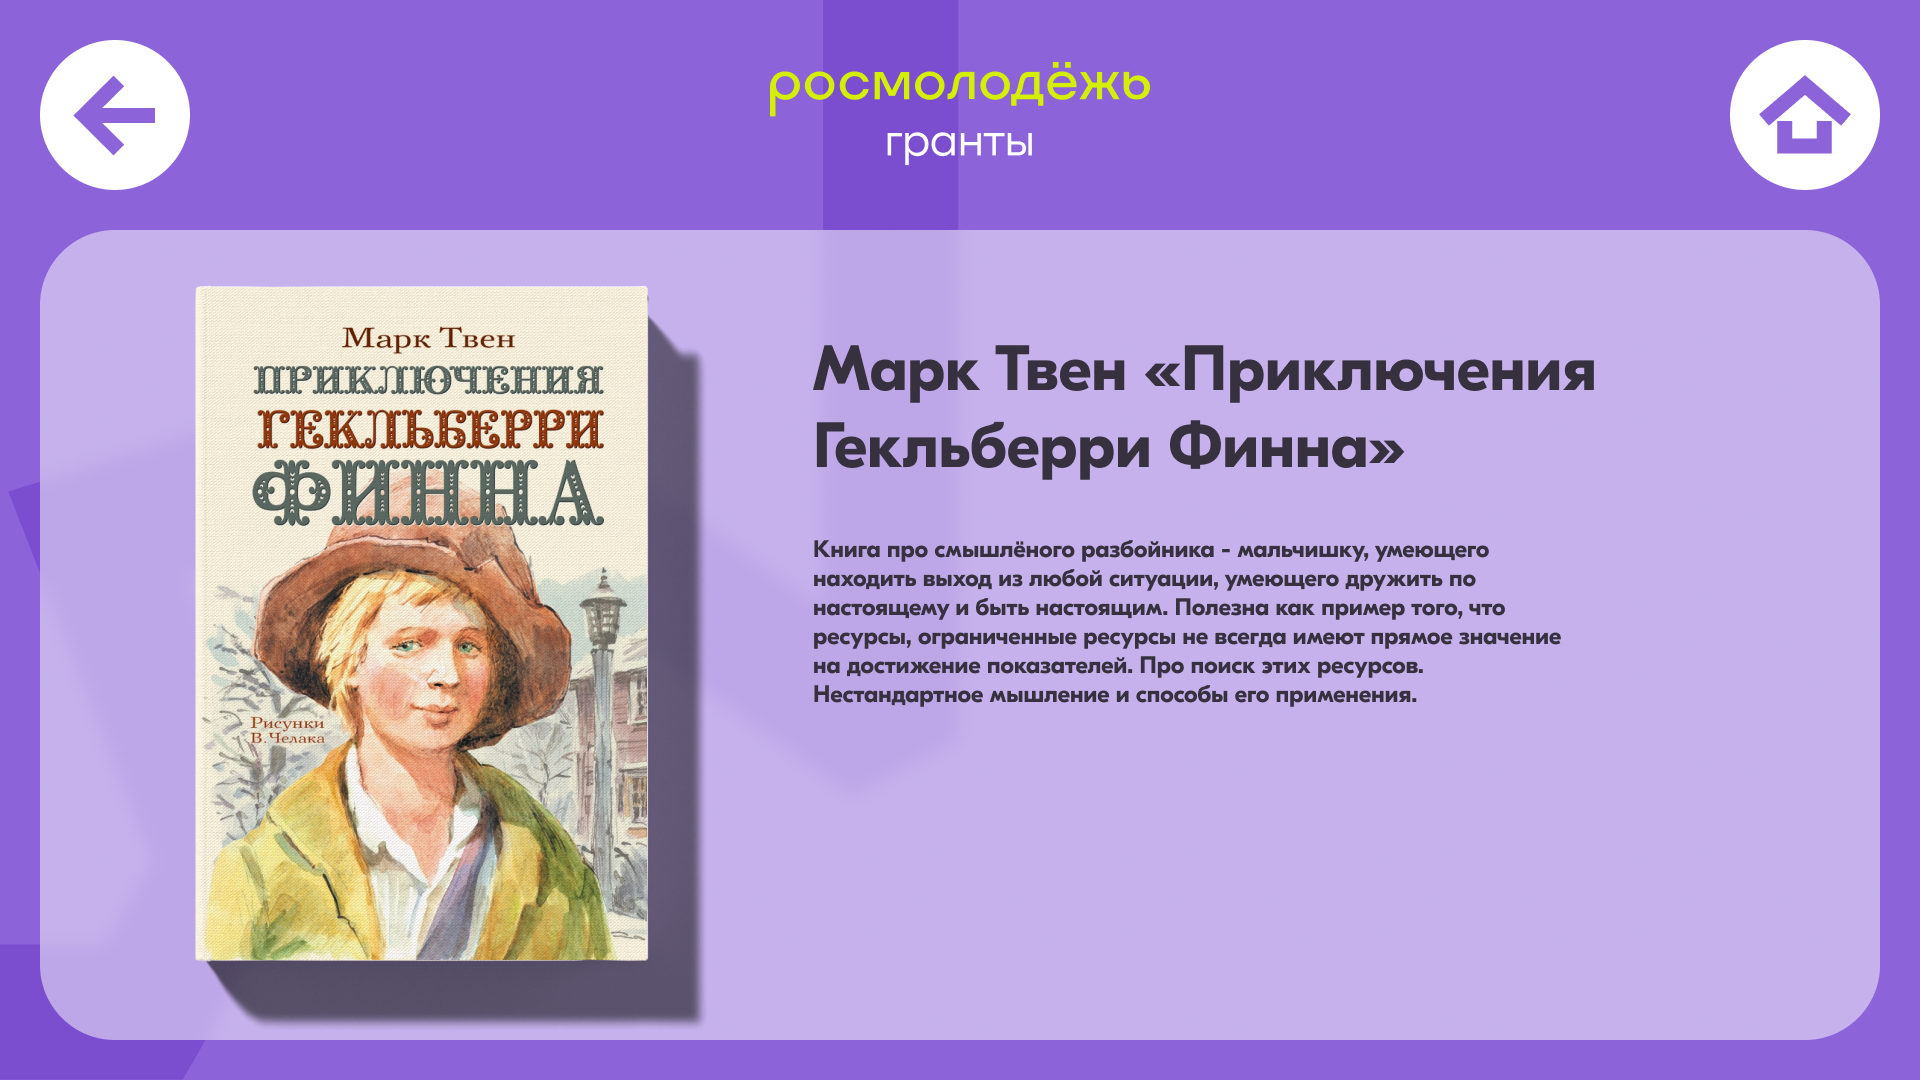 росмолодёжь
гранты
Марк Твен
ПРИКЛЮЧЕНИЯ
ГЕКЛЬБЕРРИ
ФИННА
Рисунки
В.Челака
Марк Твен «Приключения
Гекльберри Финна»
Книга про смышлёного разбойника - мальчишку, умеющего
находить выход из любой ситуации, умеющего дружить по
настоящему и быть настоящим. Полезна как пример того, что
ресурсы, ограниченные ресурсы не всегда имеют прямое значение
на достижение показателей. Про поиск этих ресурсов.
Нестандартное мышление и способы его применения.